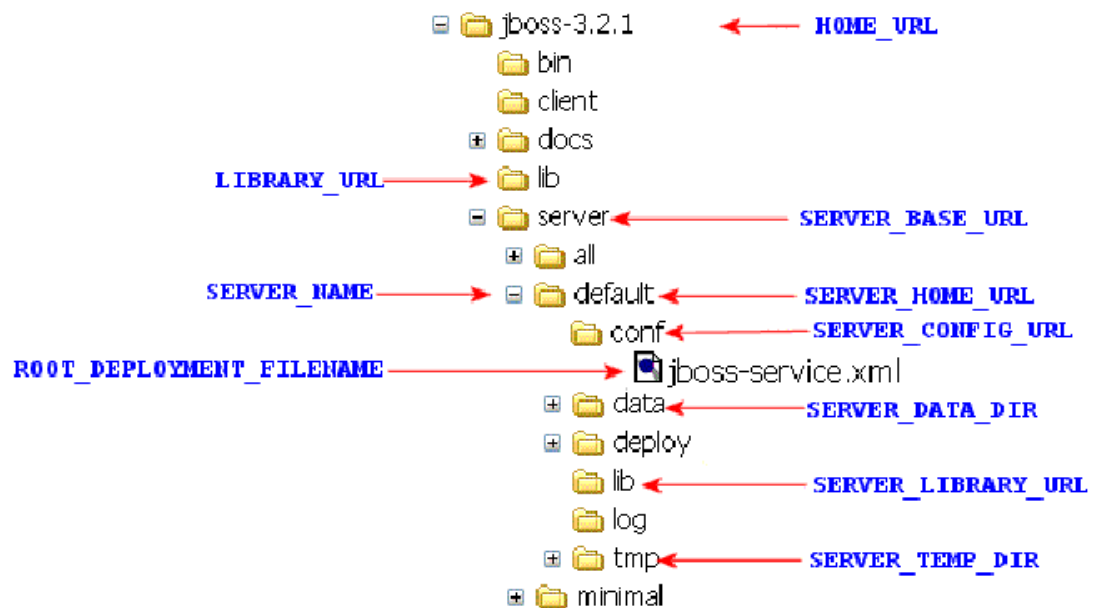 jboss-3.2.1 HOME_URL
bin
client
docs
LIBRARY_URL lib
server SERVER_BASE_URL
all
SERVER_NAME default SERVER_HOME_URL
conf SERVER_CONFIG_URL
ROOT_DEPLOYMENT_FILENAME jboss-service.xml
data SERVER_DATA_DIR
deploy
lib SERVER_LIBRARY_URL
log
tmp SERVER_TEMP_DIR
minimal